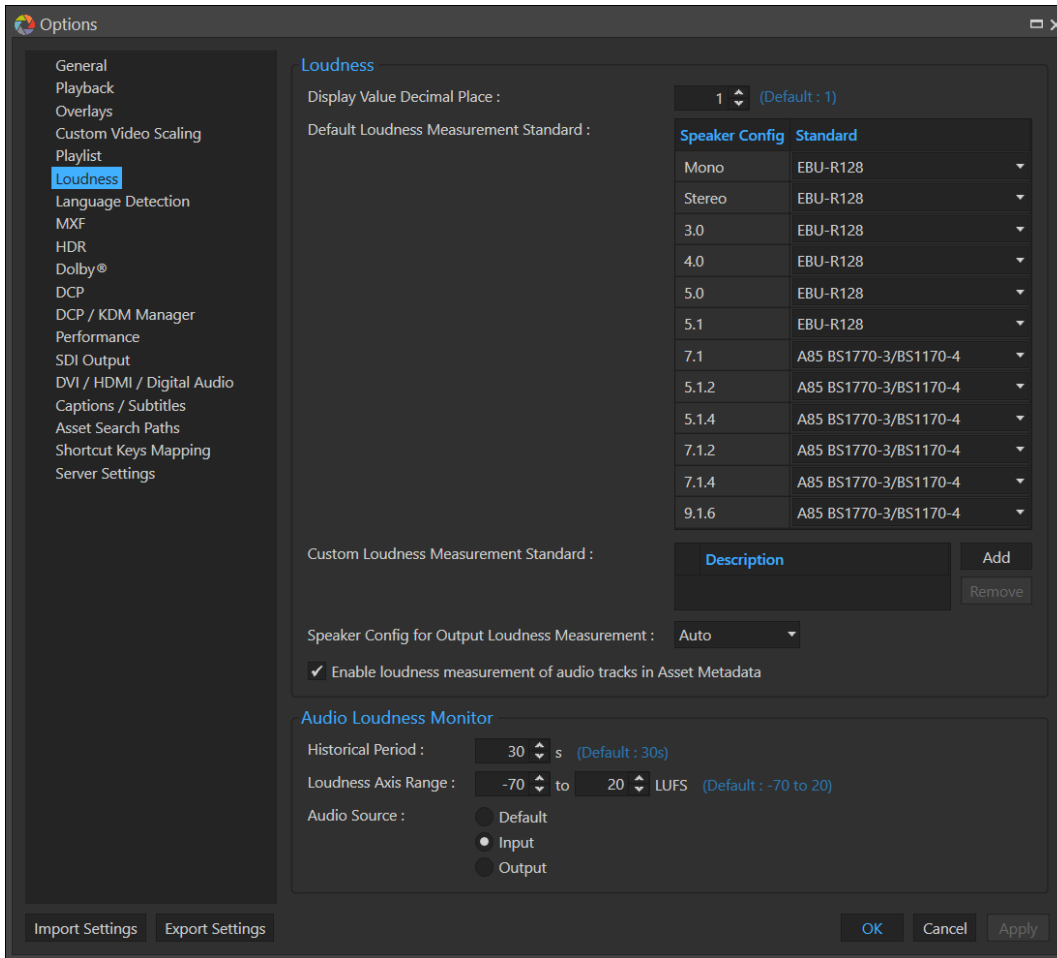 Options
General
Playback
Overlays
Custom Video Scaling
Playlist
Loudness
Language Detection
MXF
HDR
Dolby®
DCP
DCP / KDM Manager
Performance
SDI Output
DVI / HDMI / Digital Audio
Captions / Subtitles
Asset Search Paths
Shortcut Keys Mapping
Server Settings
Loudness
Display Value Decimal Place : 1 (Default : 1)
Default Loudness Measurement Standard :
Speaker Config Standard
Mono EBU-R128
Stereo EBU-R128
3.0 EBU-R128
4.0 EBU-R128
5.0 EBU-R128
5.1 EBU-R128
7.1 A85 BS1770-3/BS1170-4
5.1.2 A85 BS1770-3/BS1170-4
5.1.4 A85 BS1770-3/BS1170-4
7.1.2 A85 BS1770-3/BS1170-4
7.1.4 A85 BS1770-3/BS1170-4
9.1.6 A85 BS1770-3/BS1170-4
Custom Loudness Measurement Standard :
Description
Add
Remove
Speaker Config for Output Loudness Measurement : Auto
Enable loudness measurement of audio tracks in Asset Metadata
Audio Loudness Monitor
Historical Period : 30 s (Default : 30s)
Loudness Axis Range : -70 to 20 LUFS (Default : -70 to 20)
Audio Source : Default
Input
Output
Import Settings Export Settings OK Cancel Apply